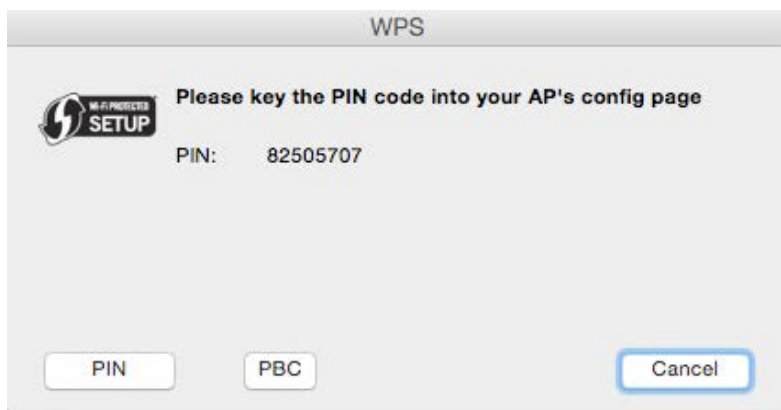 WPS
Wi-Fi PROTECTED
SETUP
Please key the PIN code into your AP's config page
PIN: 82505707
PIN
PBC
Cancel